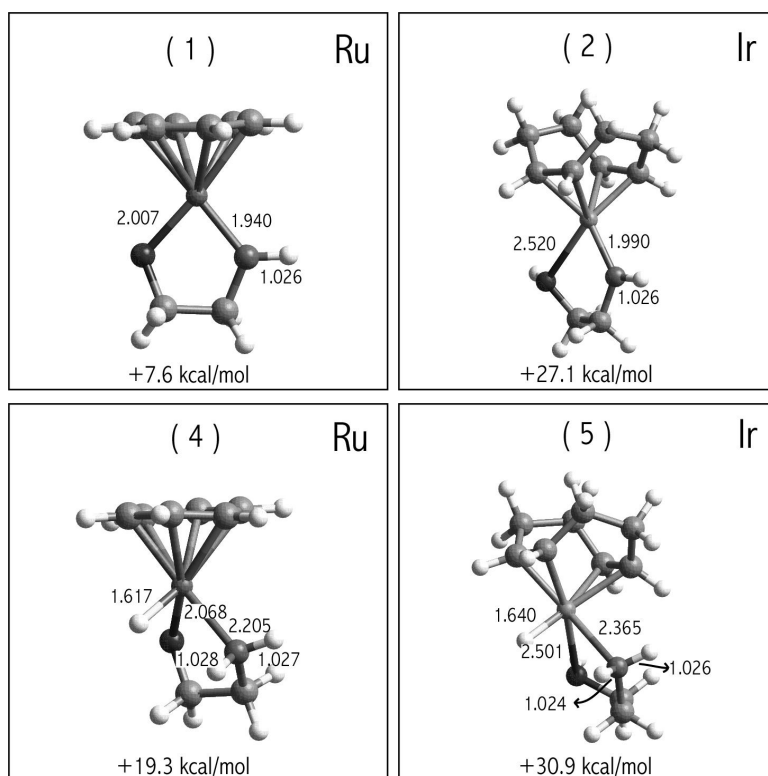 ( 1 ) Ru
2.007
1.940
1.026
+7.6 kcal/mol
( 2 ) Ir
2.520
1.990
1.026
+27.1 kcal/mol
( 4 ) Ru
1.617
2.068
2.205
1.028
1.027
+19.3 kcal/mol
( 5 ) Ir
1.640
2.365
2.501
1.026
1.024
+30.9 kcal/mol